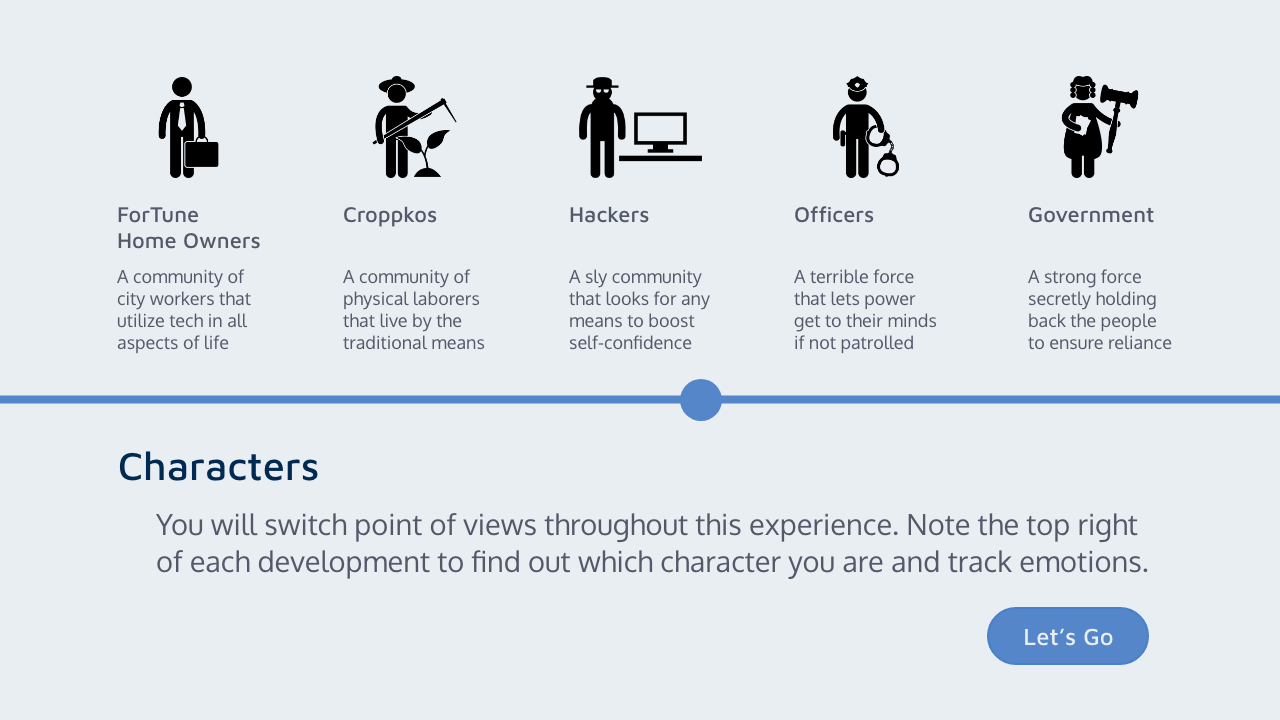 ForTune
Home Owners
A community of
city workers that
utilize tech in all
aspects of life
Croppkos
A community of
physical laborers
that live by the
traditional means
Hackers
A sly community
that looks for any
means to boost
self-confidence
Officers
A terrible force
that lets power
get to their minds
if not patrolled
Government
A strong force
secretly holding
back the people
to ensure reliance
Characters
You will switch point of views throughout this experience. Note the top right
of each development to find out which character you are and track emotions.
Let’s Go